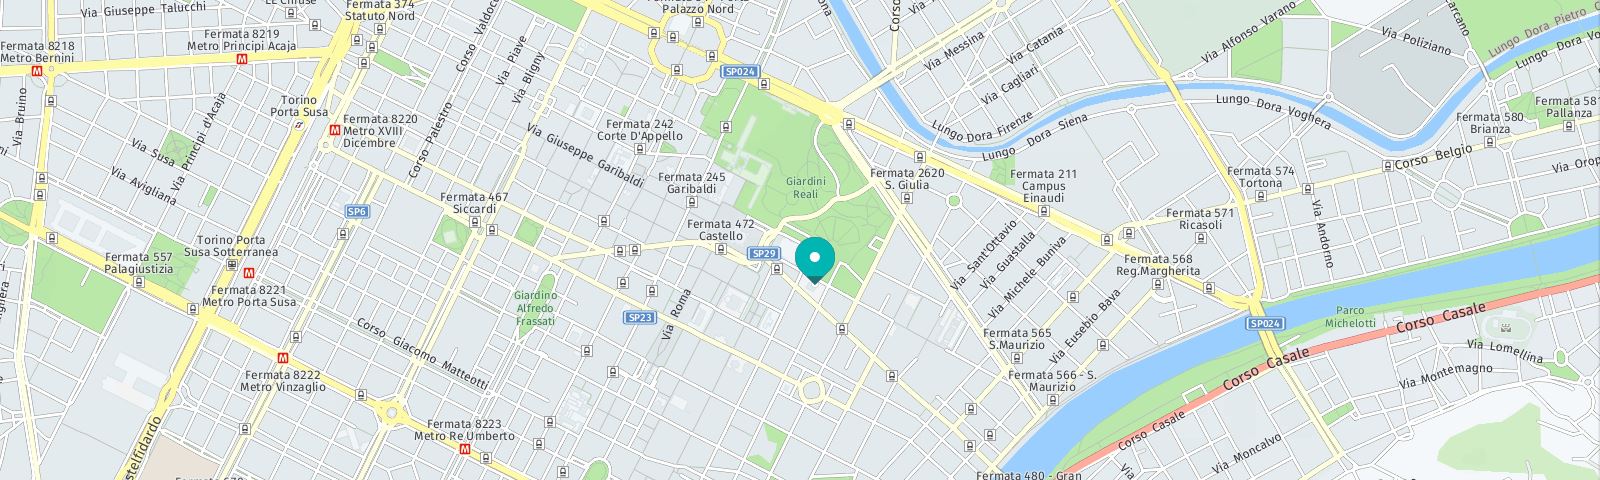 LE Chiuse
Via Giuseppe Talucchi
Fermata 374
Statuto Nord
Corso Valdoc
Palazzo Nord
Corso
Via Messina
Via Catania
Via Cagliari
Via Alfonso Varano
Via Poliziano
Lungo Dora Pietro C
Lungo Dora Vo
Fermata 8218
Metro Bernini
M
Fermata 8219
Metro Principi Acaja
M
Via Piave
Via Bligny
SP024
Via Bruino
Torino
Porta Susa
Via Principi d'Acaja
M
Fermata 8220
Metro XVIII
Dicembre
Corso Palestro
Via Giuseppe Garibaldi
Fermata 242
Corte D'Appello
Lungo Dora Firenze
Lungo Dora Siena
Lungo Dora Voghera
Fermata 581
Pallanza
Fermata 580
Brianza
Corso Belgio
Via Orop
Via Susa
Via Avigliana
Fermata 245
Garibaldi
Giardini
Reali
Fermata 2620
S. Giulia
Fermata 211
Campus
Einaudi
Fermata 574
Tortona
SP6
Fermata 467
Siccardi
Fermata 472
Castello
SP29
Fermata 571
Ricasoli
Via Andorno
Via Sant'Ottavio
Via Guastalla
Via Michele Buniva
Torino Porta
Susa Sotterranea
Fermata 557
Palagiustizia
M
Fermata 8221
Metro Porta Susa
Fermata 568
Reg.Margherita
Via Eusebio Bava
Giardino
Alfredo
Frassati
SP23
Via Roma
Corso Giacomo Matteotti
Fermata 565
S.Maurizio
SP024
Parco
Michelotti
Corso Casale
Corso Casale
Via Lomellina
Via Montemagno
M
Fermata 8222
Metro Vinzaglio
Fermata 566 - S.
Maurizio
Corso Casale
Via Moncalvo
Fermata 8223
Metro Re Umberto
M
stelfidardo
Fermata 480 - Gran